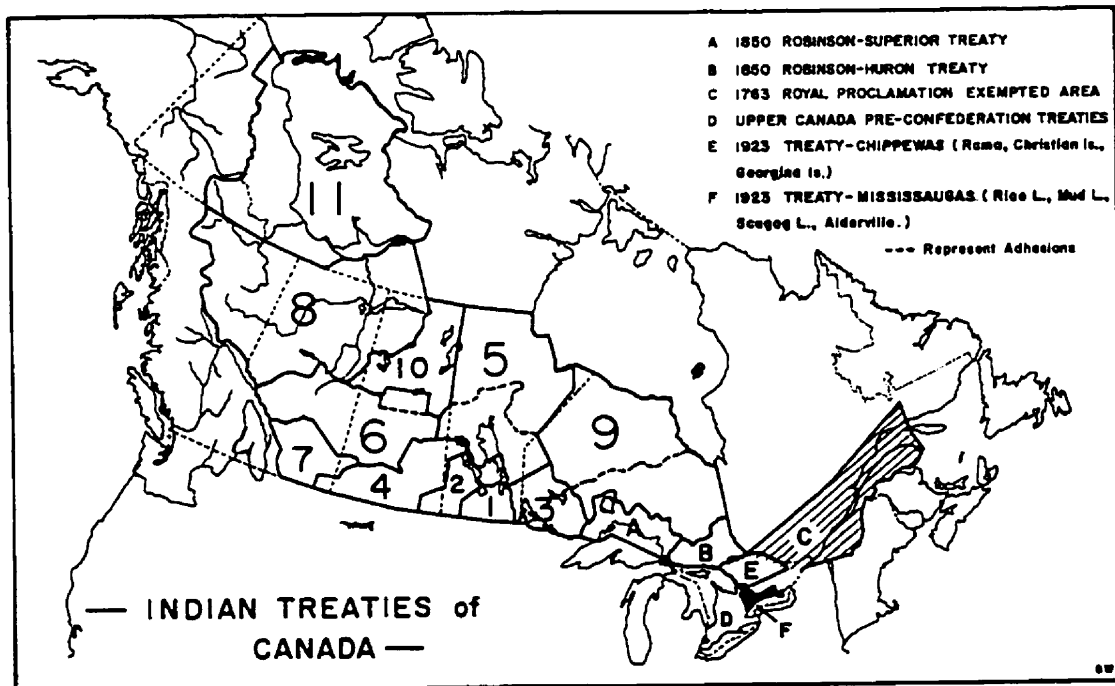 A 1850 ROBINSON-SUPERIOR TREATY
B 1850 ROBINSON-HURON TREATY
C 1763 ROYAL PROCLAMATION EXEMPTED AREA
D UPPER CANADA PRE-CONFEDERATION TREATIES
E 1923 TREATY-CHIPPEWAS (Rama, Christian Is.,
Georgina Is.)
F 1923 TREATY-MISSISSAUGAS. (Rice L., Mud L.,
Scugog L., Alderville.)
--- Represent Adhesions
11
8
10
5
6
9
7
4
2
1
3
A
B
C
E
D
F
— INDIAN TREATIES of
CANADA —